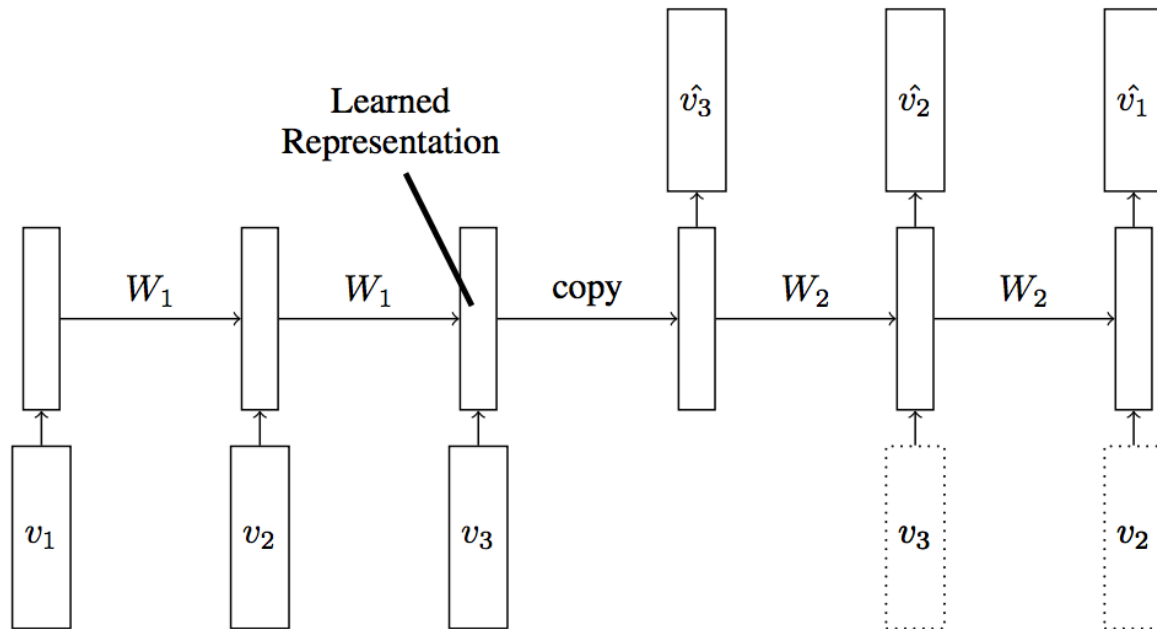 v̂₃ v̂₂ v̂₁
Learned
Representation
W₁ W₁ copy W₂ W₂
v₁ v₂ v₃ v₃ v₂